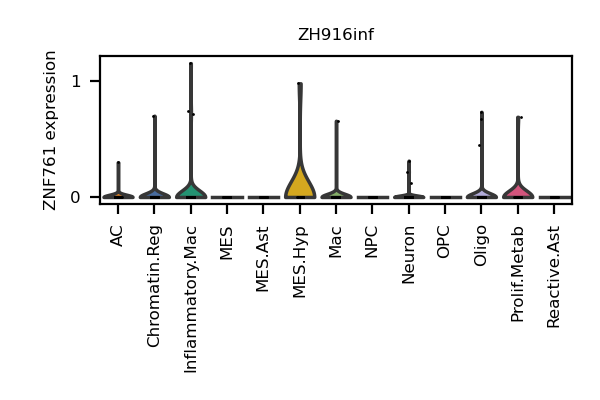 ZH916inf
ZNF761 expression
1
0
AC
Chromatin.Reg
Inflammatory.Mac
MES
MES.Ast
MES.Hyp
Mac
NPC
Neuron
OPC
Oligo
Prolif.Metab
Reactive.Ast